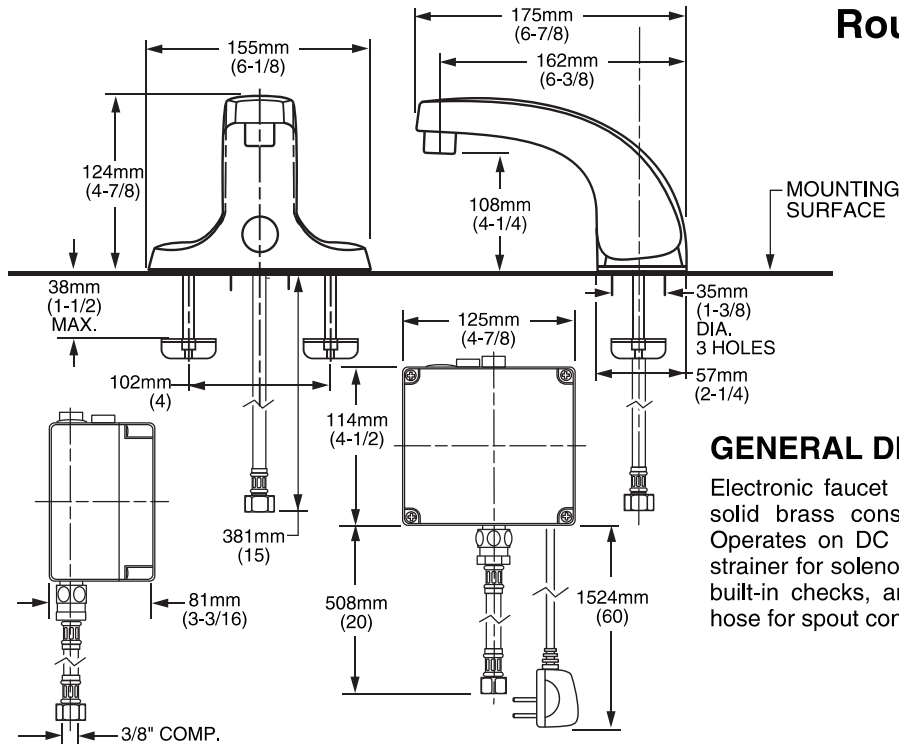 175mm
(6-7/8)
Rou
155mm
(6-1/8)
162mm
(6-3/8)
124mm
(4-7/8)
108mm
(4-1/4)
MOUNTING
SURFACE
38mm
(1-1/2)
MAX.
35mm
(1-3/8)
DIA.
3 HOLES
125mm
(4-7/8)
102mm
(4)
57mm
(2-1/4)
114mm
(4-1/2)
GENERAL
Electronic faucet
solid brass cons
Operates on DC
381mm
(15)
strainer for soleno
81mm
(3-3/16)
508mm
(20)
1524mm
(60)
built-in checks, a
hose for spout con
3/8" COMP.